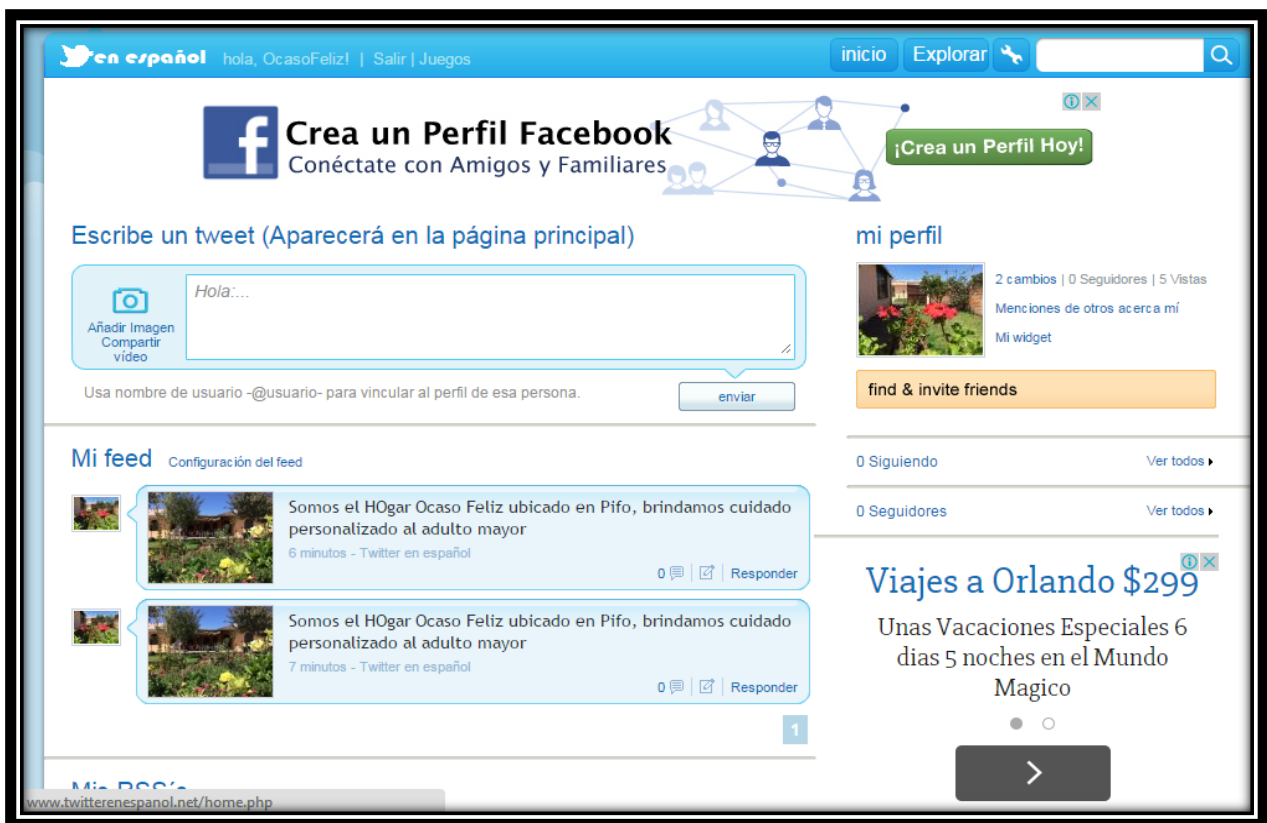 en español hola, OcasoFeliz! | Salir | Juegos inicio Explorar
Crea un Perfil Facebook
Conéctate con Amigos y Familiares
¡Crea un Perfil Hoy!
Escribe un tweet (Aparecerá en la página principal)
Hola:...
Añadir Imagen
Compartir
vídeo
Usa nombre de usuario -@usuario- para vincular al perfil de esa persona.
enviar
mi perfil
2 cambios | 0 Seguidores | 5 Vistas
Menciones de otros acerca mí
Mi widget
find & invite friends
0 Siguiendo Ver todos
0 Seguidores Ver todos
Mi feed Configuración del feed
Somos el HOgar Ocaso Feliz ubicado en Pifo, brindamos cuidado
personalizado al adulto mayor
6 minutos - Twitter en español
0 Responder
Somos el HOgar Ocaso Feliz ubicado en Pifo, brindamos cuidado
personalizado al adulto mayor
7 minutos - Twitter en español
0 Responder
1
Viajes a Orlando $299
Unas Vacaciones Especiales 6
dias 5 noches en el Mundo
Magico
www.twitterenespanol.net/home.php